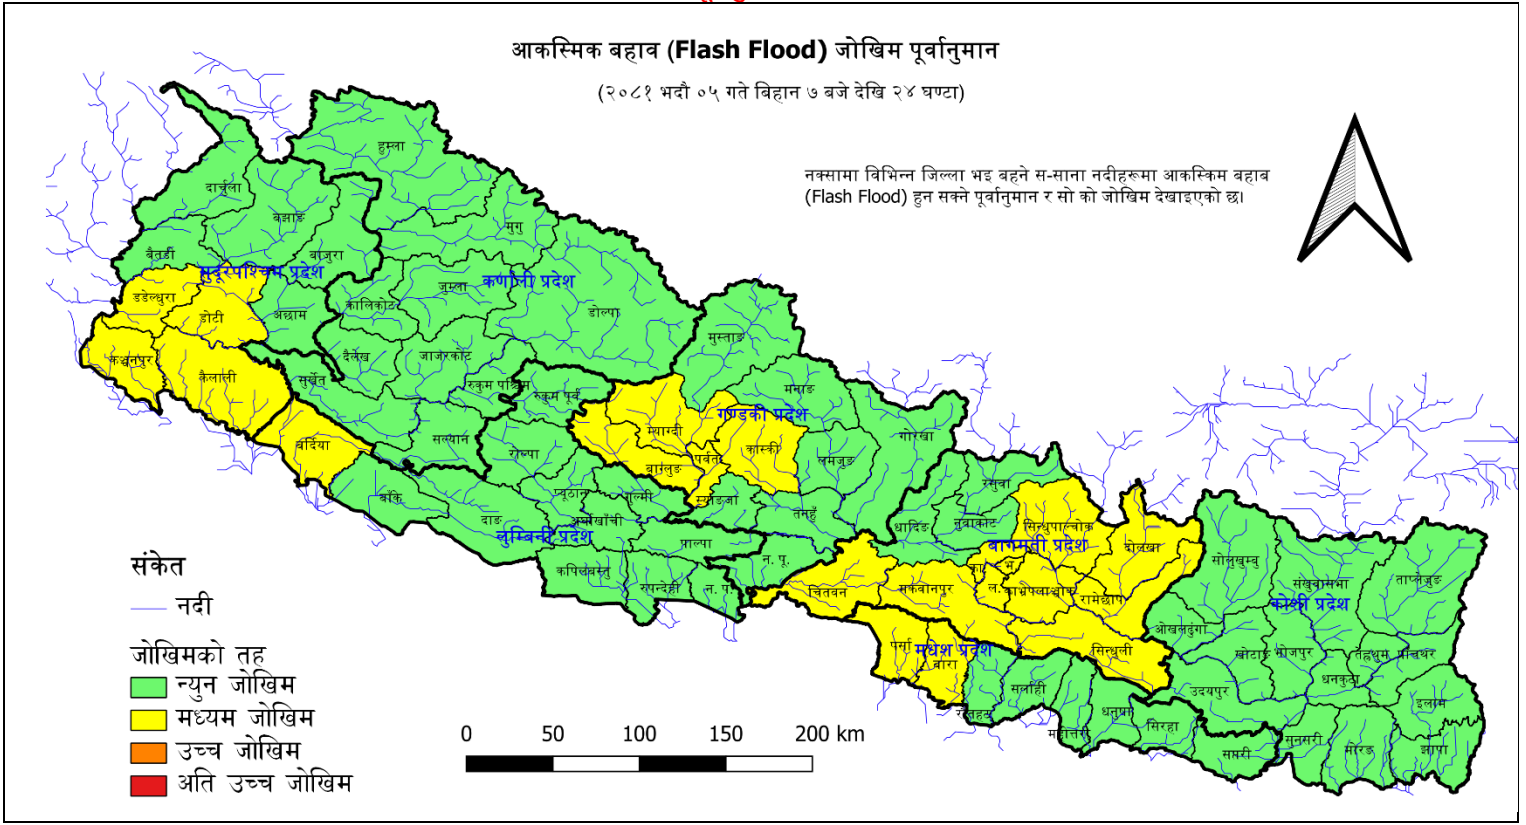 आकस्मिक बहाव (Flash Flood) जोखिम पूर्वानुमान
(२०८१ भदौ ०५ गते बिहान ७ बजे देखि २४ घण्टा)
नक्सामा विभिन्न जिल्ला भइ बहने स-साना नदीहरूमा आकस्किम बहाब
(Flash Flood) हुन सक्ने पूर्वानुमान र सो को जोखिम देखाइएको छ।
हुम्ला
दार्चुला
बझाङ
मुगु
बैतडी
बाजुरा
सुदूरपश्चिम प्रदेश
कर्णाली प्रदेश
डडेल्धुरा
जुम्ला
कालिकोट
डोल्पा
डोटी
अछाम
मुस्ताङ
कञ्चनपुर
दैलेख
जाजरकोट
कैलाली
सुर्खेत
रुकुम पश्चिम
रुकुम पूर्व
मनाङ
गण्डकी प्रदेश
म्याग्दी
गोरखा
बर्दिया
सल्यान
रोल्पा
कास्की
पर्वत
लमजुङ
बाग्लुङ
रसुवा
बाँके
प्यूठान
गुल्मी
स्याङजा
तनहुँ
दाङ
अर्घाखाँची
धादिङ
नुवाकोट
सिन्धुपाल्चोक
लुम्बिनी प्रदेश
पाल्पा
बागमती प्रदेश
दोलखा
न. पू.
का.
भ.
सोलुखुम्बु
कपिलबस्तु
रुपन्देही
न. प.
चितवन
मकवानपुर
ल.
काभ्रेपलाञ्चोक
रामेछाप
संखुवासभा
ताप्लेजुङ
कोशी प्रदेश
ओखलढुंगा
पर्सा
मधेश प्रदेश
बारा
सिन्धुली
खोटाङ
भोजपुर
तेह्रथुम
पाँचथर
धनकुटा
सर्लाही
उदयपुर
इलाम
रौतहट
धनुषा
महोत्तरी
सिरहा
सप्तरी
सुनसरी
मोरङ
झापा
संकेत
नदी
जोखिमको तह
न्युन जोखिम
मध्यम जोखिम
उच्च जोखिम
अति उच्च जोखिम
0 50 100 150 200 km